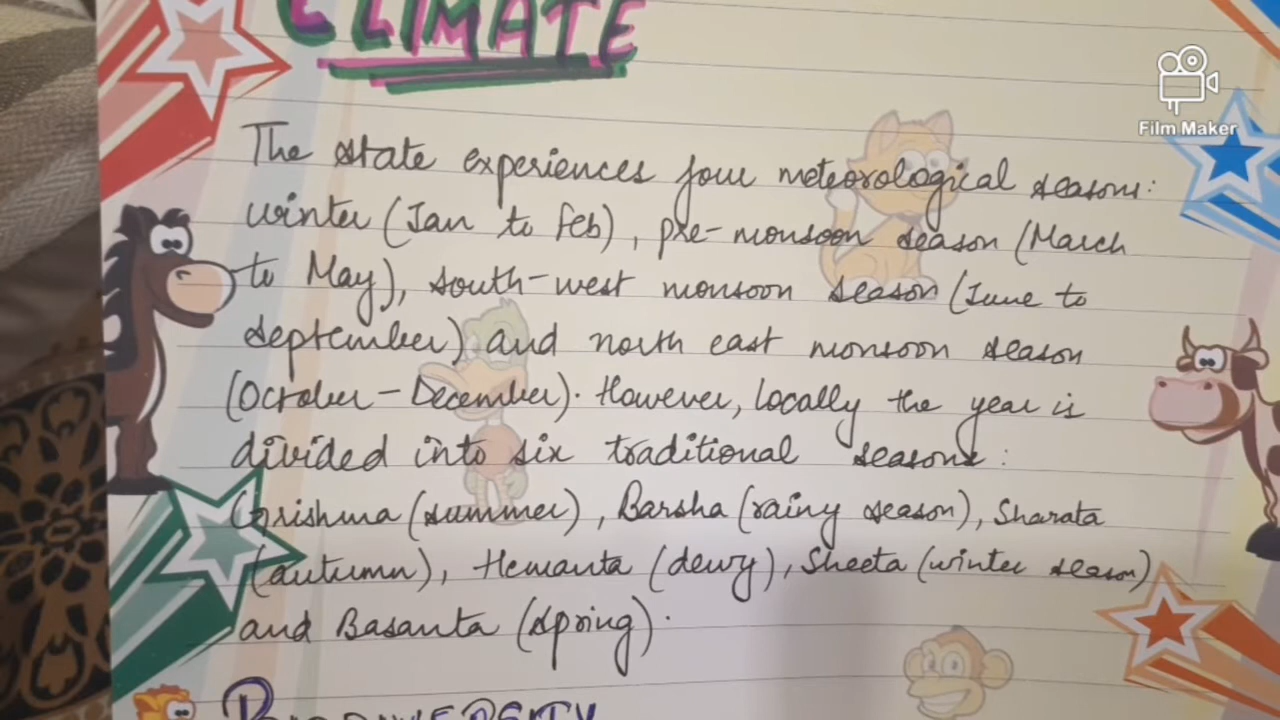 CLIMATE
Film Maker
The state experiences four meteorological seasons:
winter (Jan to Feb), pre-monsoon season (March
to May), south-west monsoon season (June to
september) and north east monsoon season
(October-December). However, locally the year is
divided into six traditional seasons:
Grishma (summer), Barsha (rainy season), Sharata
(autumn), Hemanta (dewy), Sheeta (winter season)
and Basanta (spring).
BIODIVERSITY